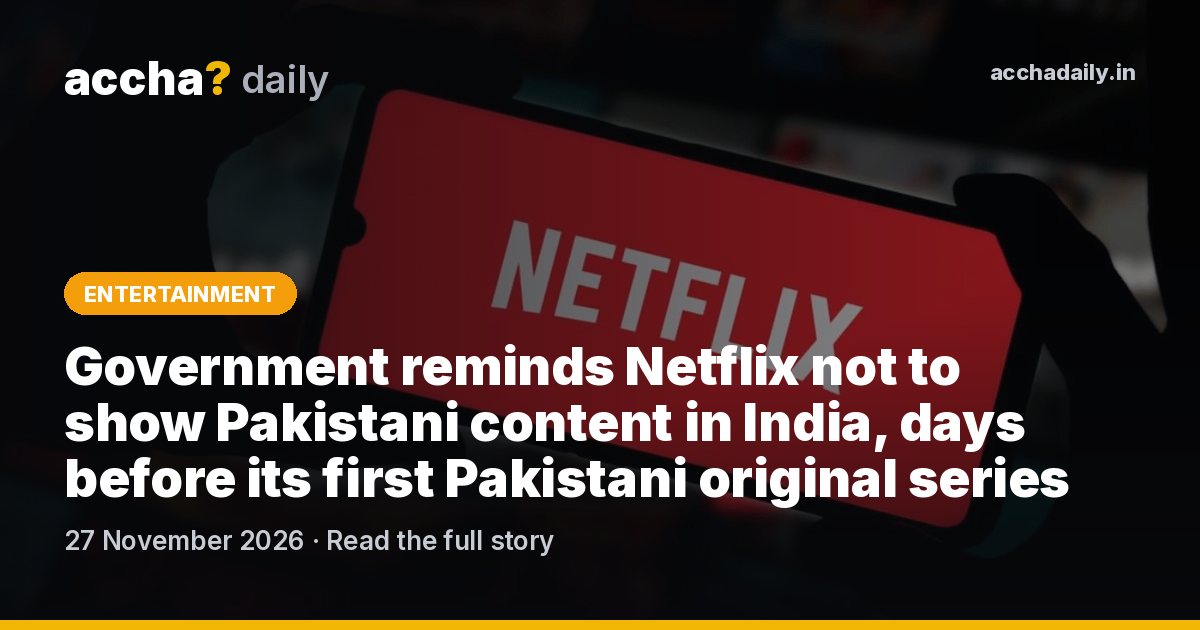 accha? daily
acchadaily.in
NETFLIX
ENTERTAINMENT
Government reminds Netflix not to
show Pakistani content in India, days
before its first Pakistani original series
27 November 2026 · Read the full story